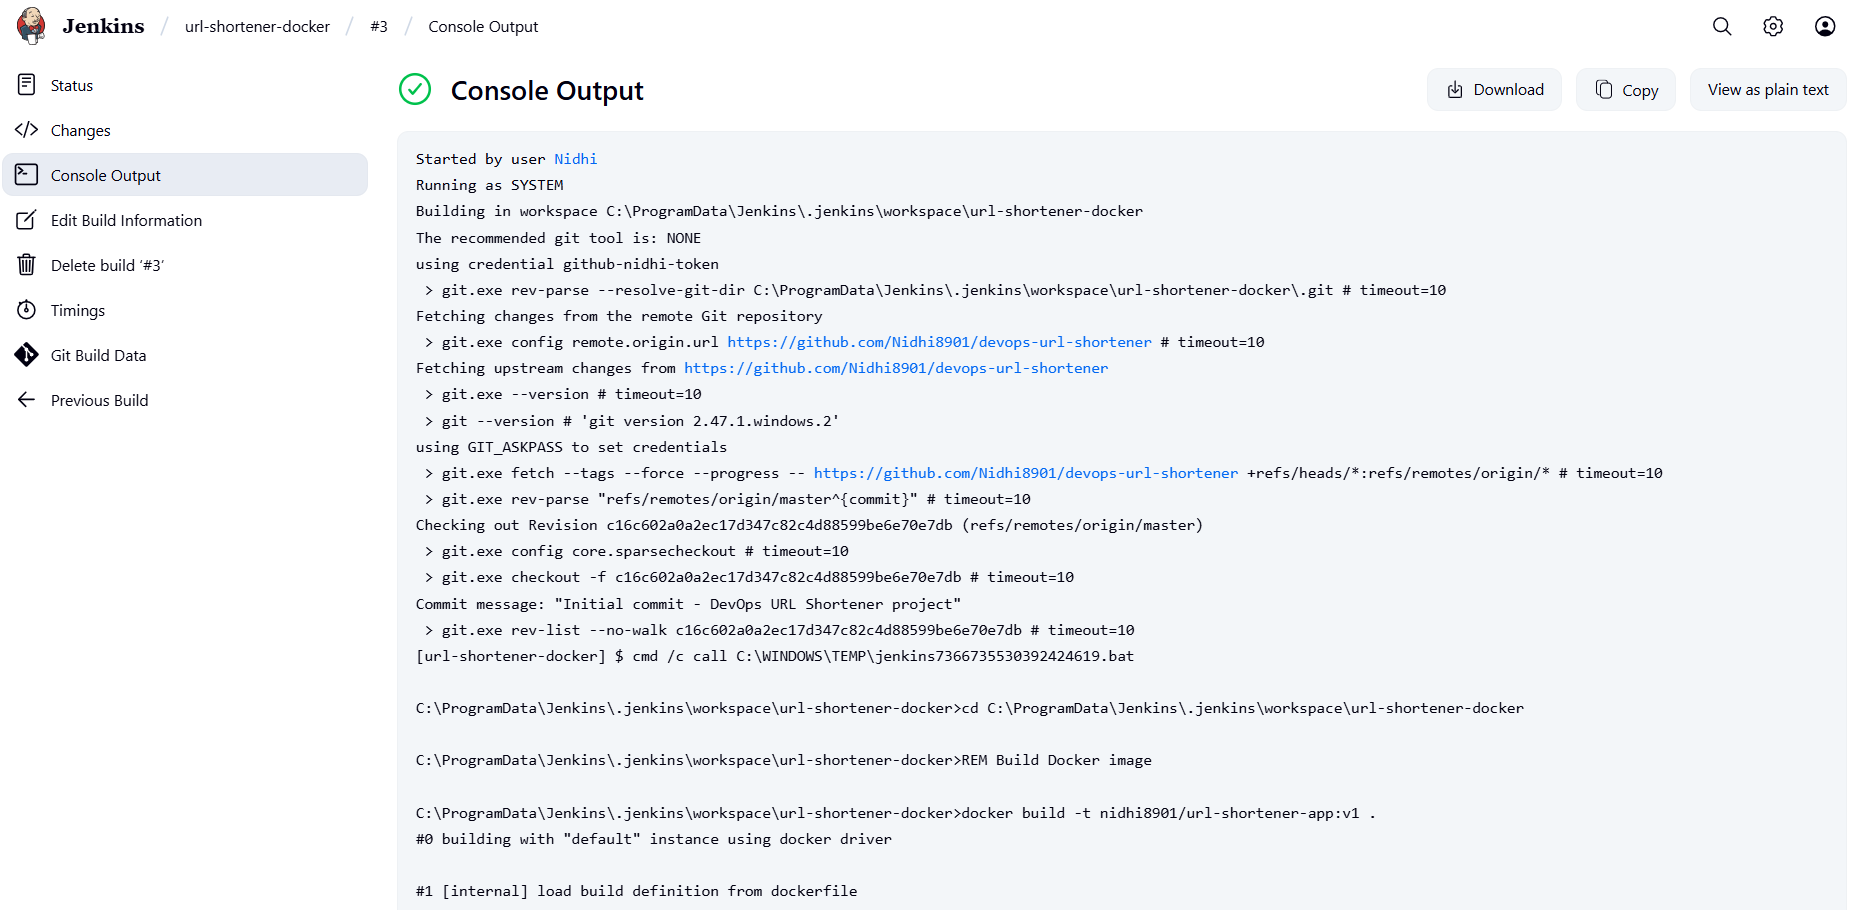 Jenkins / url-shortener-docker / #3 / Console Output
Status
Changes
Console Output
Edit Build Information
Delete build ‘#3’
Timings
Git Build Data
Previous Build
Console Output
Download
Copy
View as plain text
Started by user Nidhi
Running as SYSTEM
Building in workspace C:\ProgramData\Jenkins\.jenkins\workspace\url-shortener-docker
The recommended git tool is: NONE
using credential github-nidhi-token
 > git.exe rev-parse --resolve-git-dir C:\ProgramData\Jenkins\.jenkins\workspace\url-shortener-docker\.git # timeout=10
Fetching changes from the remote Git repository
 > git.exe config remote.origin.url https://github.com/Nidhi8901/devops-url-shortener # timeout=10
Fetching upstream changes from https://github.com/Nidhi8901/devops-url-shortener
 > git.exe --version # timeout=10
 > git --version # 'git version 2.47.1.windows.2'
using GIT_ASKPASS to set credentials
 > git.exe fetch --tags --force --progress -- https://github.com/Nidhi8901/devops-url-shortener +refs/heads/*:refs/remotes/origin/* # timeout=10
 > git.exe rev-parse "refs/remotes/origin/master^{commit}" # timeout=10
Checking out Revision c16c602a0a2ec17d347c82c4d88599be6e70e7db (refs/remotes/origin/master)
 > git.exe config core.sparsecheckout # timeout=10
 > git.exe checkout -f c16c602a0a2ec17d347c82c4d88599be6e70e7db # timeout=10
Commit message: "Initial commit - DevOps URL Shortener project"
 > git.exe rev-list --no-walk c16c602a0a2ec17d347c82c4d88599be6e70e7db # timeout=10
[url-shortener-docker] $ cmd /c call C:\WINDOWS\TEMP\jenkins7366735530392424619.bat
C:\ProgramData\Jenkins\.jenkins\workspace\url-shortener-docker>cd C:\ProgramData\Jenkins\.jenkins\workspace\url-shortener-docker
C:\ProgramData\Jenkins\.jenkins\workspace\url-shortener-docker>REM Build Docker image
C:\ProgramData\Jenkins\.jenkins\workspace\url-shortener-docker>docker build -t nidhi8901/url-shortener-app:v1 .
#0 building with "default" instance using docker driver
#1 [internal] load build definition from dockerfile